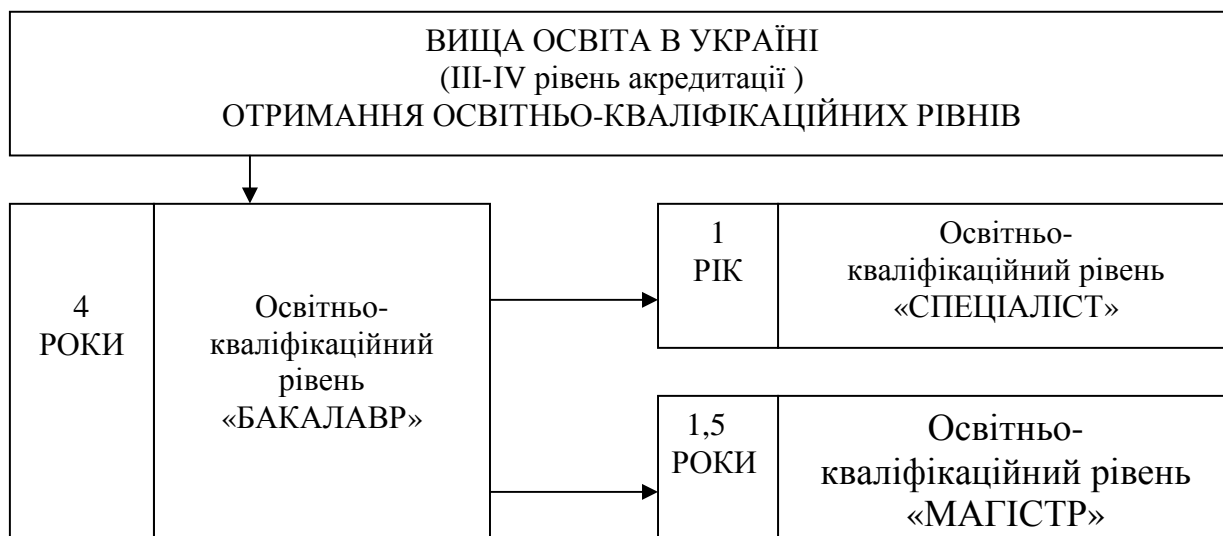 ВИЩА ОСВІТА В УКРАЇНІ
(III-IV рівень акредитації )
ОТРИМАННЯ ОСВІТНЬО-КВАЛІФІКАЦІЙНИХ РІВНІВ
4
РОКИ
Освітньо-
кваліфікаційний
рівень
«БАКАЛАВР»
1
РІК
Освітньо-
кваліфікаційний рівень
«СПЕЦІАЛІСТ»
1,5
РОКИ
Освітньо-
кваліфікаційний рівень
«МАГІСТР»